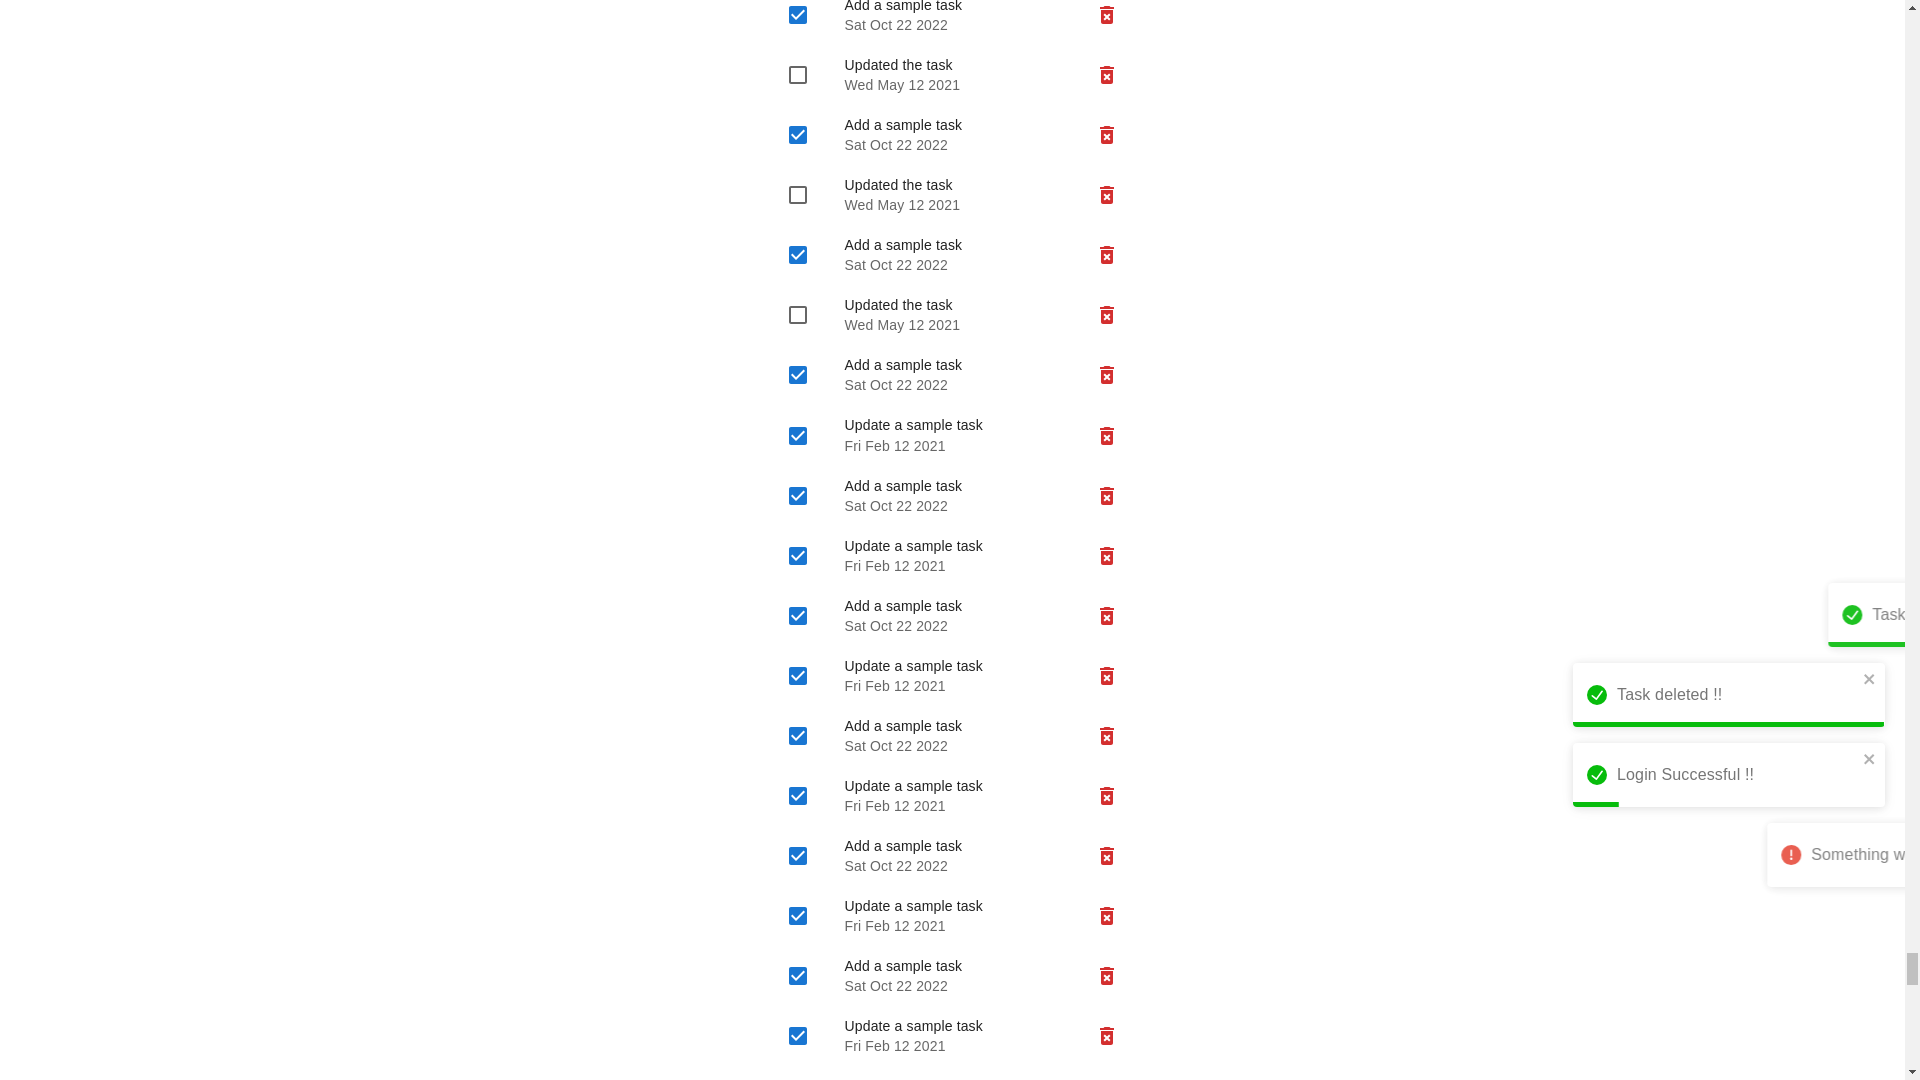 Add a sample task
Sat Oct 22 2022
Updated the task
Wed May 12 2021
Add a sample task
Sat Oct 22 2022
Updated the task
Wed May 12 2021
Add a sample task
Sat Oct 22 2022
Updated the task
Wed May 12 2021
Add a sample task
Sat Oct 22 2022
Update a sample task
Fri Feb 12 2021
Add a sample task
Sat Oct 22 2022
Update a sample task
Fri Feb 12 2021
Add a sample task
Sat Oct 22 2022
Update a sample task
Fri Feb 12 2021
Add a sample task
Sat Oct 22 2022
Update a sample task
Fri Feb 12 2021
Add a sample task
Sat Oct 22 2022
Update a sample task
Fri Feb 12 2021
Add a sample task
Sat Oct 22 2022
Update a sample task
Fri Feb 12 2021
Task
Task deleted !!
Login Successful !!
Something w